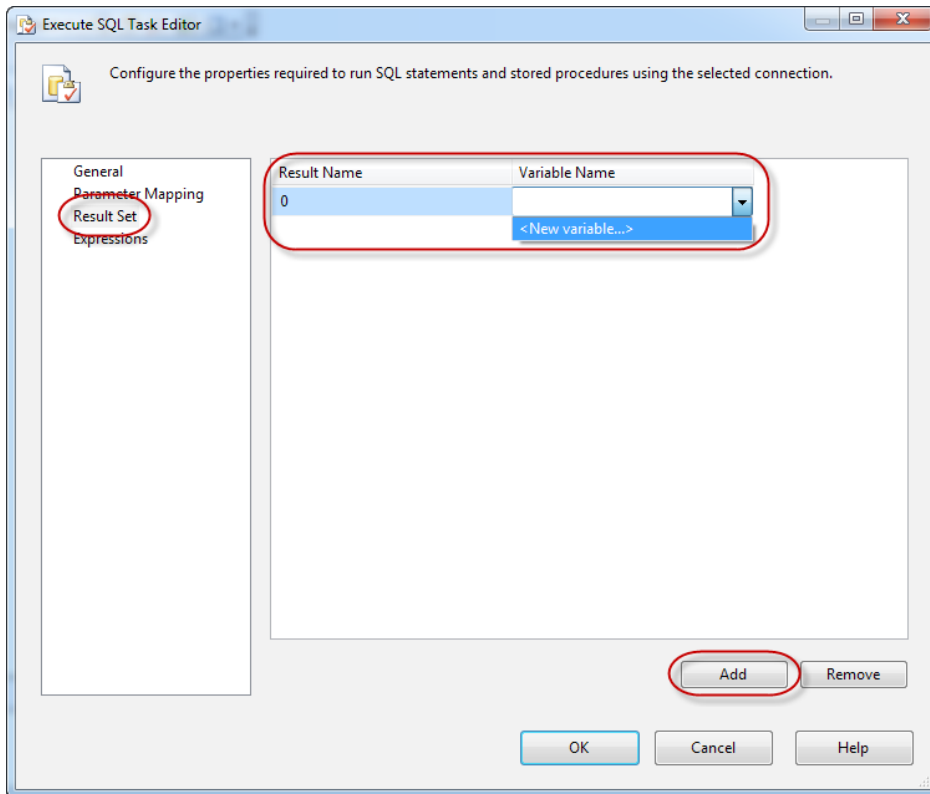 Execute SQL Task Editor
Configure the properties required to run SQL statements and stored procedures using the selected connection.
General
Parameter Mapping
Result Set
Expressions
Result Name Variable Name
0
<New variable...>
Add Remove
OK Cancel Help